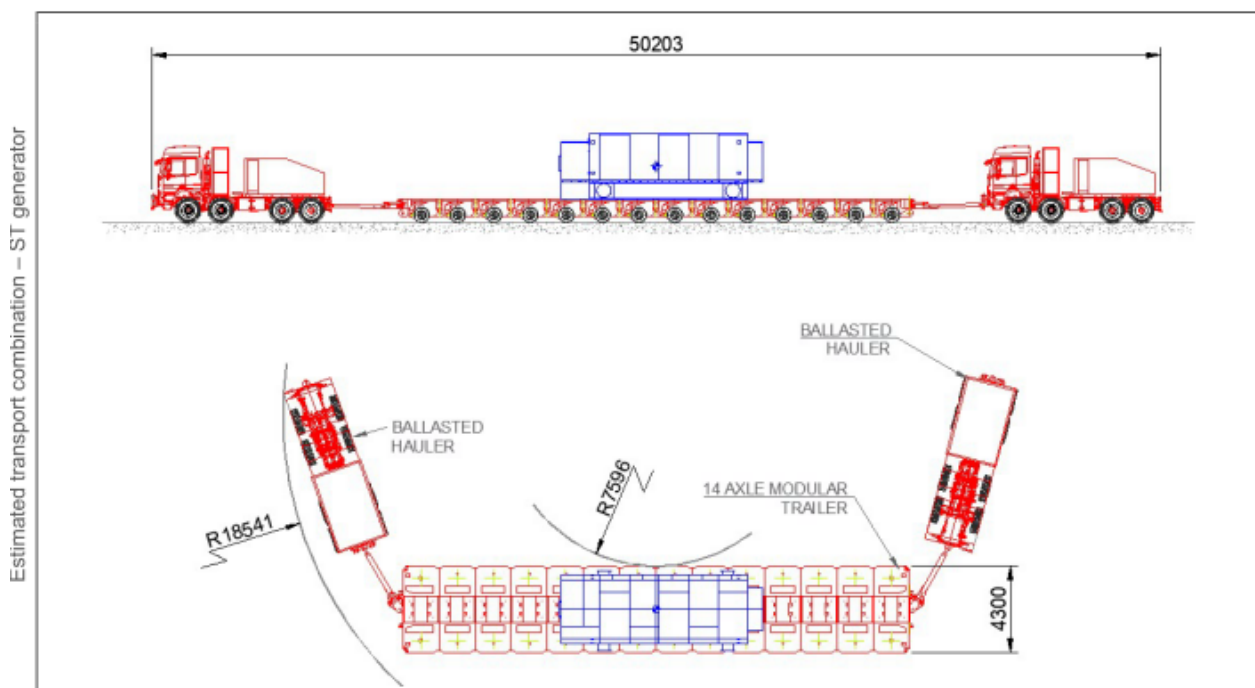 Estimated transport combination – ST generator
50203
BALLASTED
HAULER
BALLASTED
HAULER
R7596
14 AXLE MODULAR
TRAILER
R18541
4300